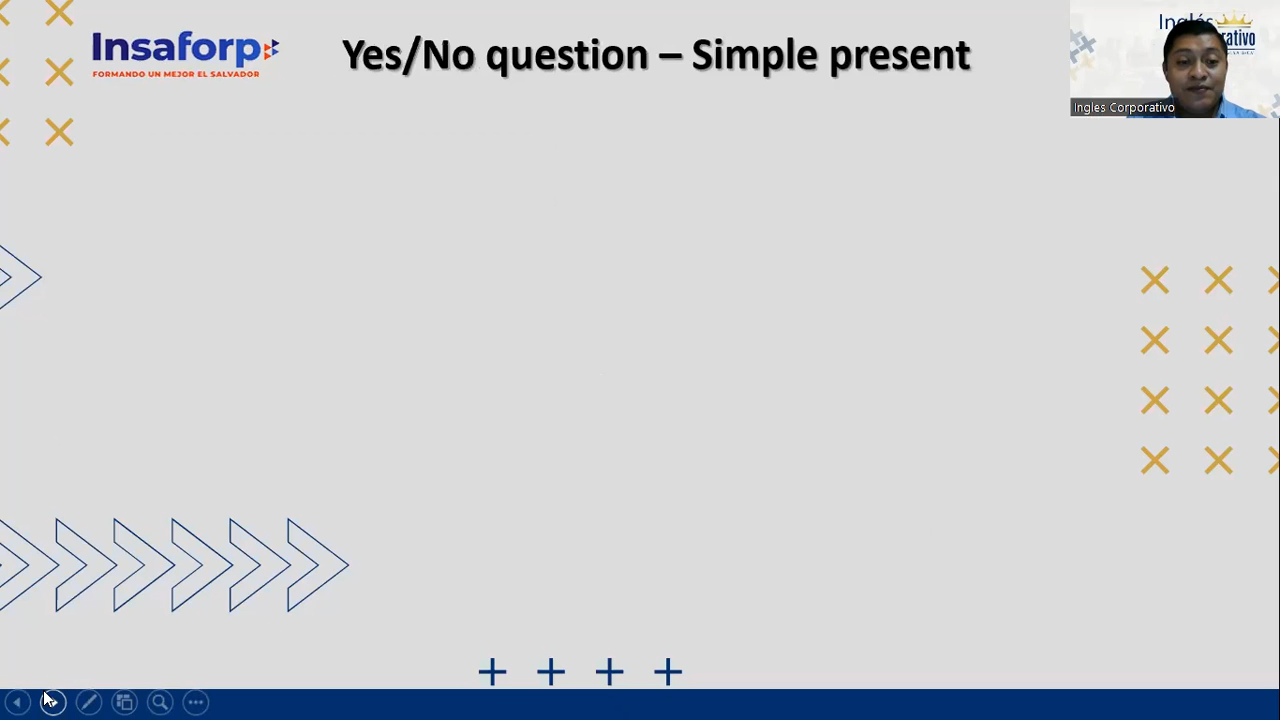 Insaforp
FORMANDO UN MEJOR EL SALVADOR
Yes/No question – Simple present
Inglés
Ingles Corporativo